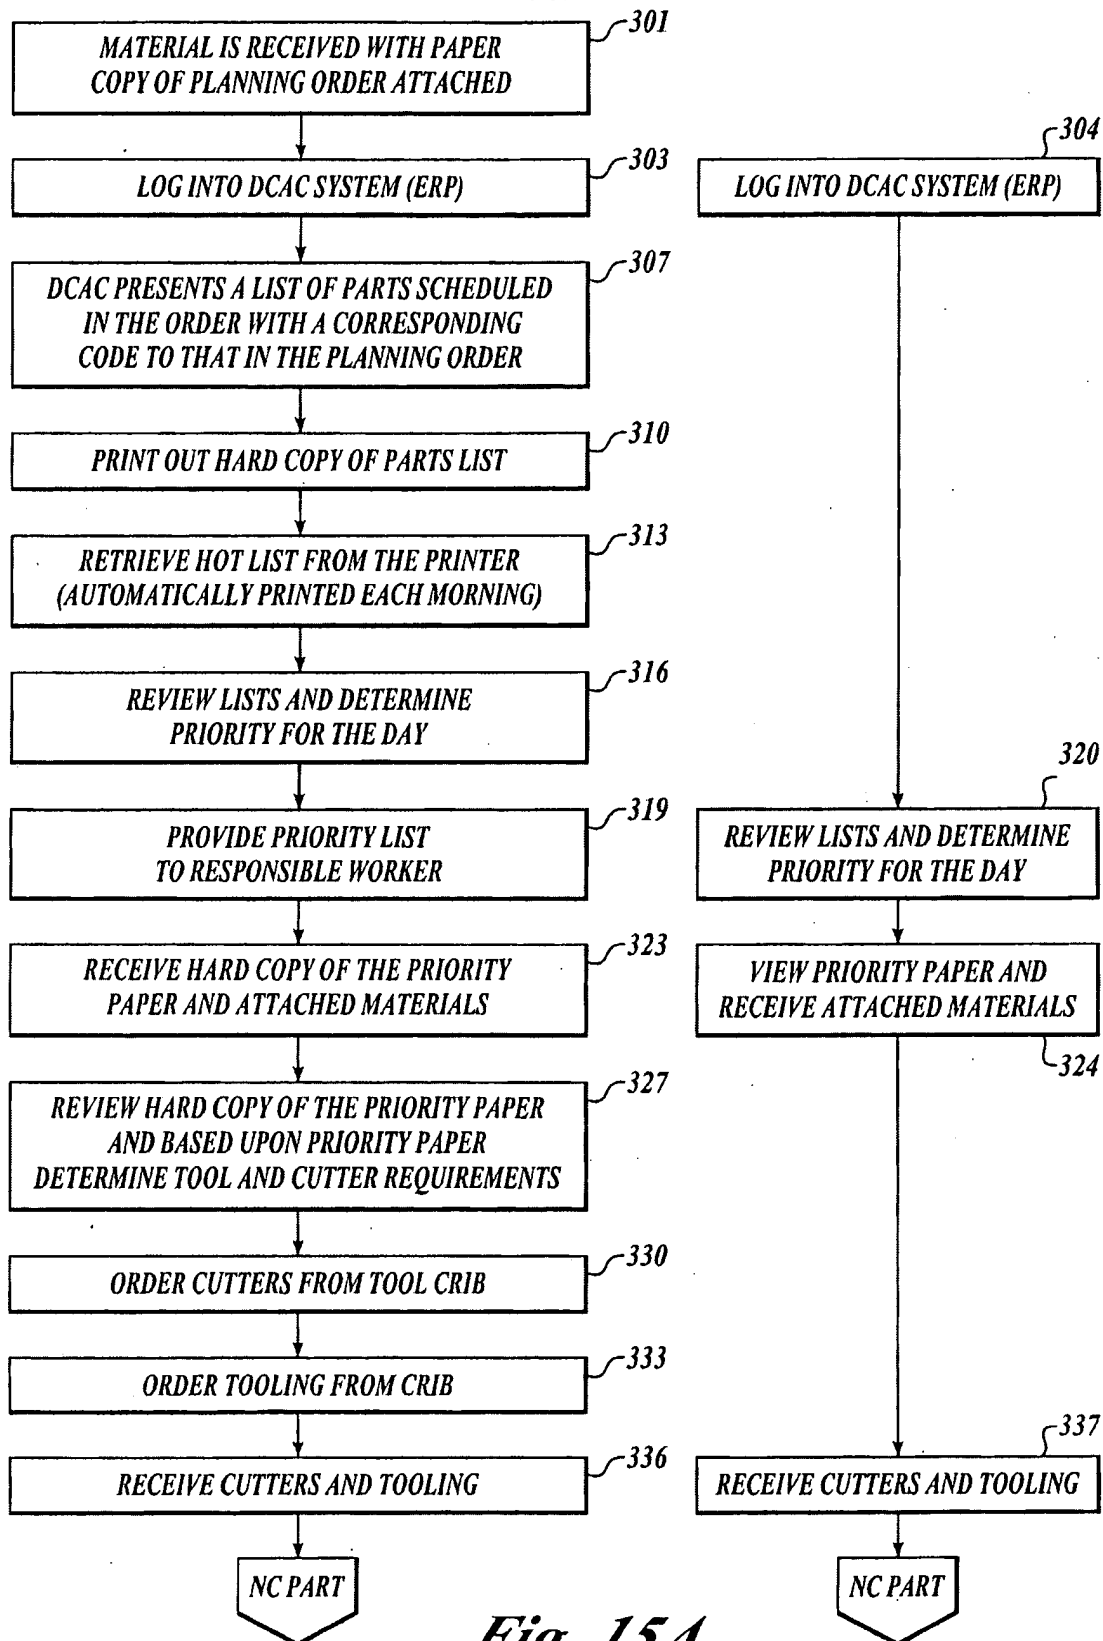 301
MATERIAL IS RECEIVED WITH PAPER
COPY OF PLANNING ORDER ATTACHED
303
LOG INTO DCAC SYSTEM (ERP)
307
DCAC PRESENTS A LIST OF PARTS SCHEDULED
IN THE ORDER WITH A CORRESPONDING
CODE TO THAT IN THE PLANNING ORDER
310
PRINT OUT HARD COPY OF PARTS LIST
313
RETRIEVE HOT LIST FROM THE PRINTER
(AUTOMATICALLY PRINTED EACH MORNING)
316
REVIEW LISTS AND DETERMINE
PRIORITY FOR THE DAY
319
PROVIDE PRIORITY LIST
TO RESPONSIBLE WORKER
323
RECEIVE HARD COPY OF THE PRIORITY
PAPER AND ATTACHED MATERIALS
327
REVIEW HARD COPY OF THE PRIORITY PAPER
AND BASED UPON PRIORITY PAPER
DETERMINE TOOL AND CUTTER REQUIREMENTS
330
ORDER CUTTERS FROM TOOL CRIB
333
ORDER TOOLING FROM CRIB
336
RECEIVE CUTTERS AND TOOLING
NC PART
304
LOG INTO DCAC SYSTEM (ERP)
320
REVIEW LISTS AND DETERMINE
PRIORITY FOR THE DAY
VIEW PRIORITY PAPER AND
RECEIVE ATTACHED MATERIALS
324
337
RECEIVE CUTTERS AND TOOLING
NC PART
Fig. 15A